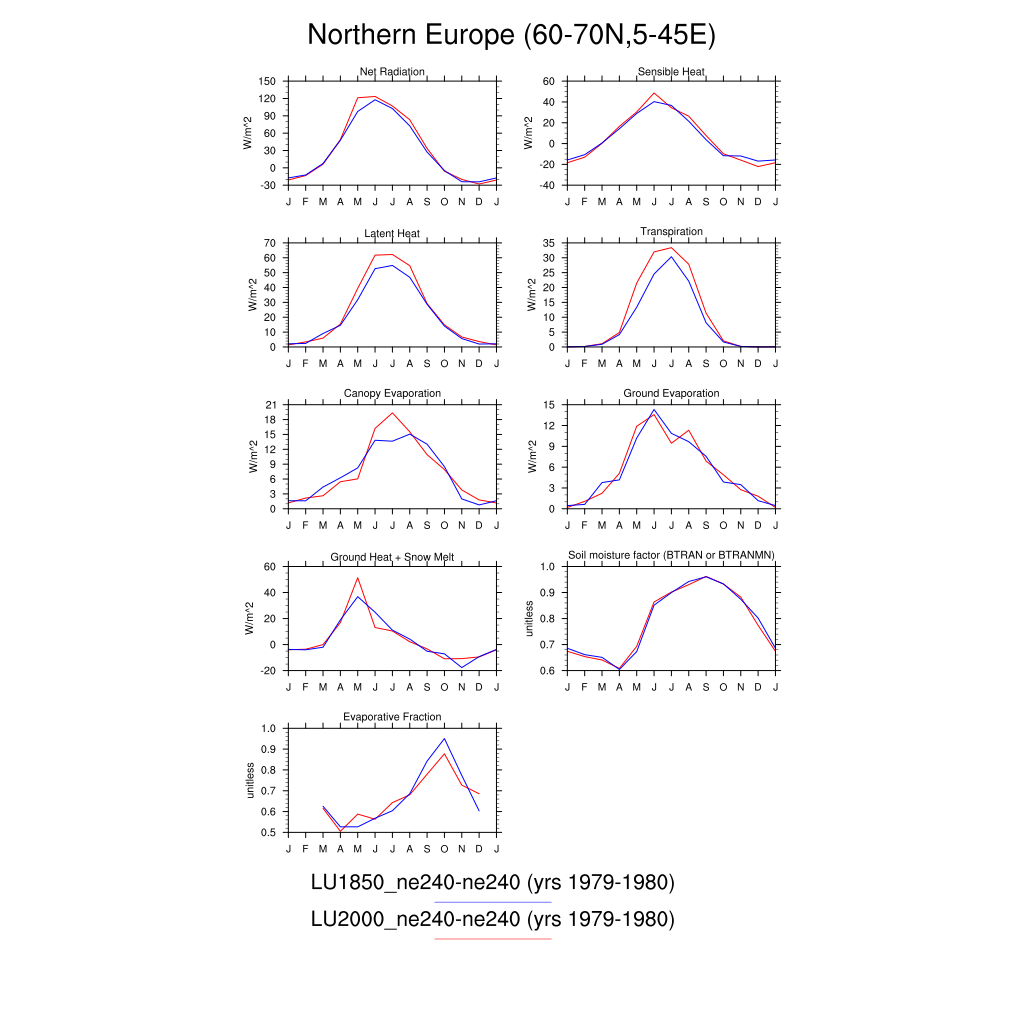 Northern Europe (60-70N,5-45E)
Net Radiation
150
120
90
60
30
0
-30
W/m^2
J F M A M J J A S O N D J
Sensible Heat
60
40
20
0
-20
-40
W/m^2
J F M A M J J A S O N D J
Latent Heat
70
60
50
40
30
20
10
0
W/m^2
J F M A M J J A S O N D J
Transpiration
35
30
25
20
15
10
5
0
W/m^2
J F M A M J J A S O N D J
Canopy Evaporation
21
18
15
12
9
6
3
0
W/m^2
J F M A M J J A S O N D J
Ground Evaporation
15
12
9
6
3
0
W/m^2
J F M A M J J A S O N D J
Ground Heat + Snow Melt
60
40
20
0
-20
W/m^2
J F M A M J J A S O N D J
Soil moisture factor (BTRAN or BTRANMN)
1.0
0.9
0.8
0.7
0.6
unitless
J F M A M J J A S O N D J
Evaporative Fraction
1.0
0.9
0.8
0.7
0.6
0.5
unitless
J F M A M J J A S O N D J
LU1850_ne240-ne240 (yrs 1979-1980)
LU2000_ne240-ne240 (yrs 1979-1980)